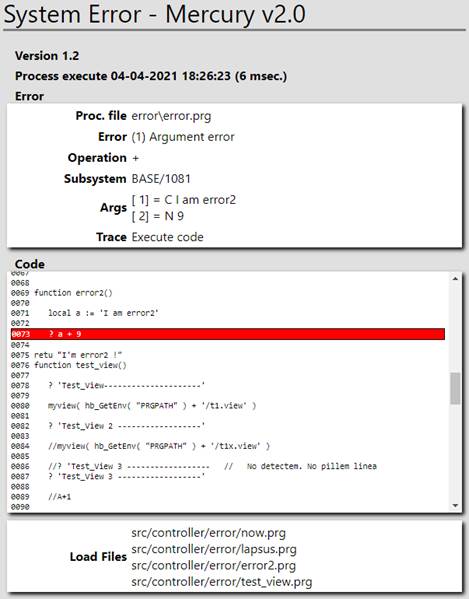 System Error - Mercury v2.0
Version 1.2
Process execute 04-04-2021 18:26:23 (6 msec.)
Error
Proc. file error\error.prg
Error (1) Argument error
Operation +
Subsystem BASE/1081
Args [ 1] = C I am error2
[ 2] = N 9
Trace Execute code
Code
0067
0068
0069 function error2()
0070
0071 local a := 'I am error2'
0072
0073 ? a + 9
0074
0075 retu "I'm error2 !"
0076 function test_view()
0077
0078 ? 'Test_View--------------------'
0079
0080 myview( hb_GetEnv( "PRGPATH" ) + '/t1.view' )
0081
0082 ? 'Test_View 2 -----------------'
0083
0084 //myview( hb_GetEnv( "PRGPATH" ) + '/t1x.view' )
0085
0086 //? 'Test_View 3 ----------------- // No detectem. No pillem linea
0087 ? 'Test_View 3 -----------------'
0088
0089 //A+1
0090
Load Files
src/controller/error/now.prg
src/controller/error/lapsus.prg
src/controller/error/error2.prg
src/controller/error/test_view.prg